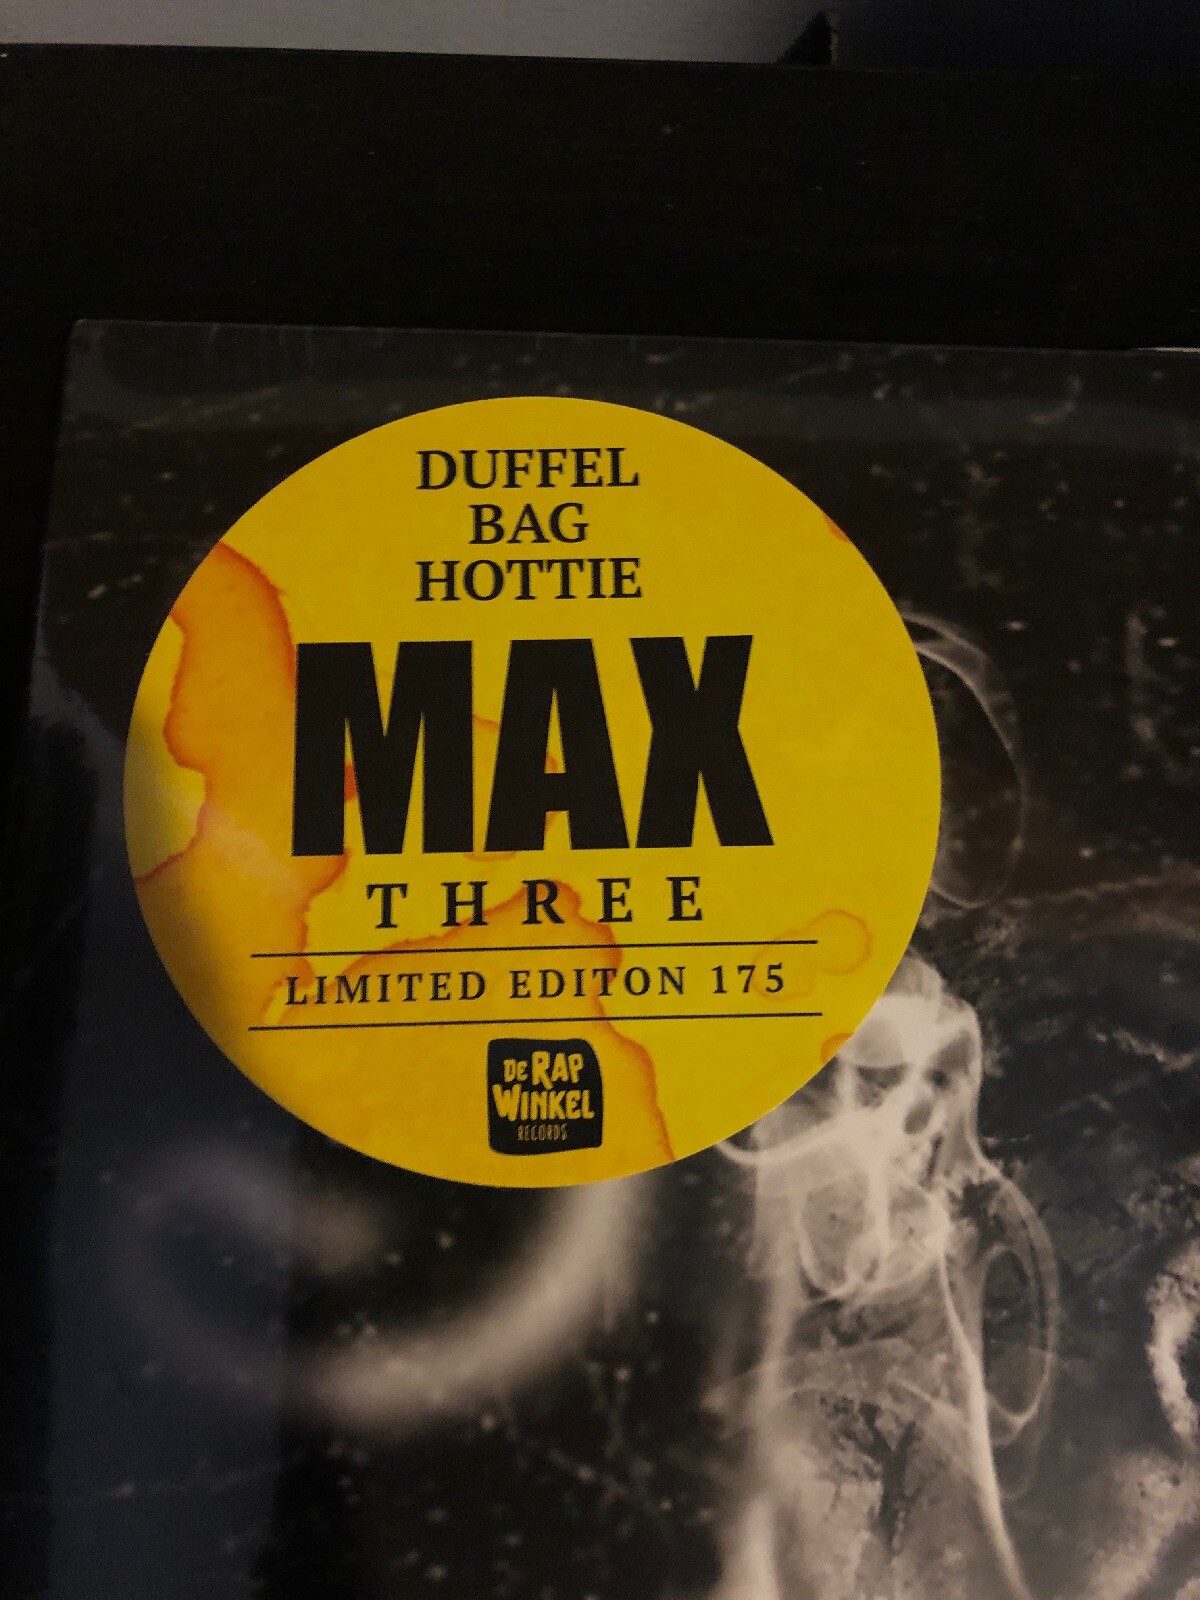 DUFFEL
BAG
HOTTIE
MAX
THREE
LIMITED EDITON 175
DE RAP
WINKEL
RECORDS